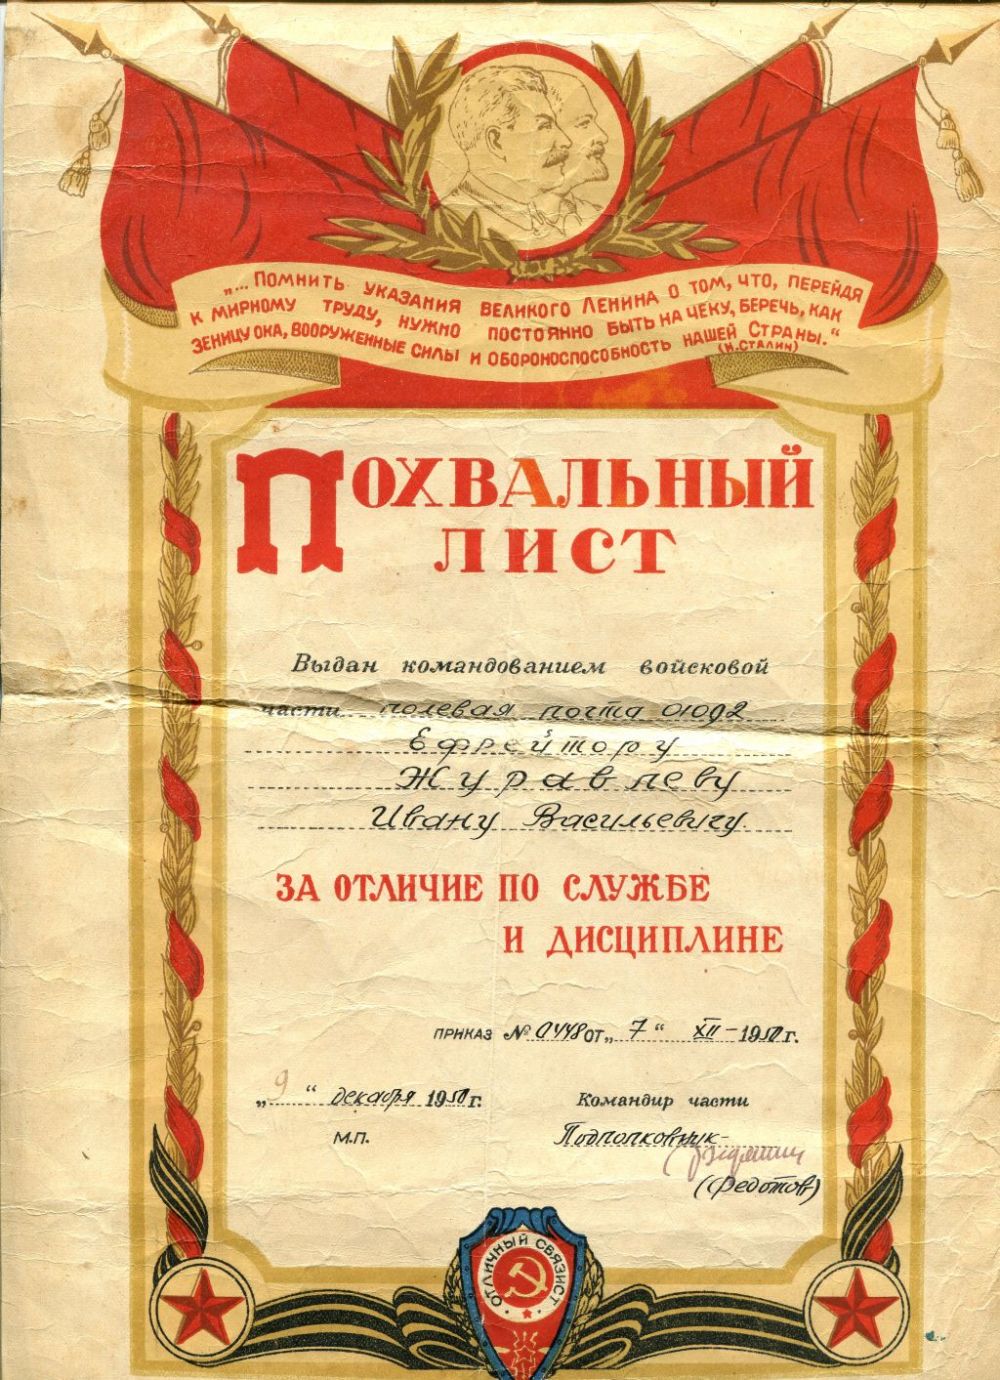 „... Помнить указания великого Ленина о том, что, перейдя
к мирному труду, нужно постоянно быть на чеку, беречь, как
зеницу ока, вооруженные силы и обороноспособность нашей Страны.“
(И. Сталин)
ПОХВАЛЬНЫЙ
ЛИСТ
Выдан командованием войсковой
части полевая почта 01092
Ефрейтору
Журавлеву
Ивану Васильевичу.
ЗА ОТЛИЧИЕ ПО СЛУЖБЕ
И ДИСЦИПЛИНЕ
ПРИКАЗ № 0448 ОТ „7“ XII – 1950 г.
„9“ декабря 1950 г.
Командир части
М.П.
Подполковник –
(Федотов)
ОТЛИЧНЫЙ СВЯЗИСТ